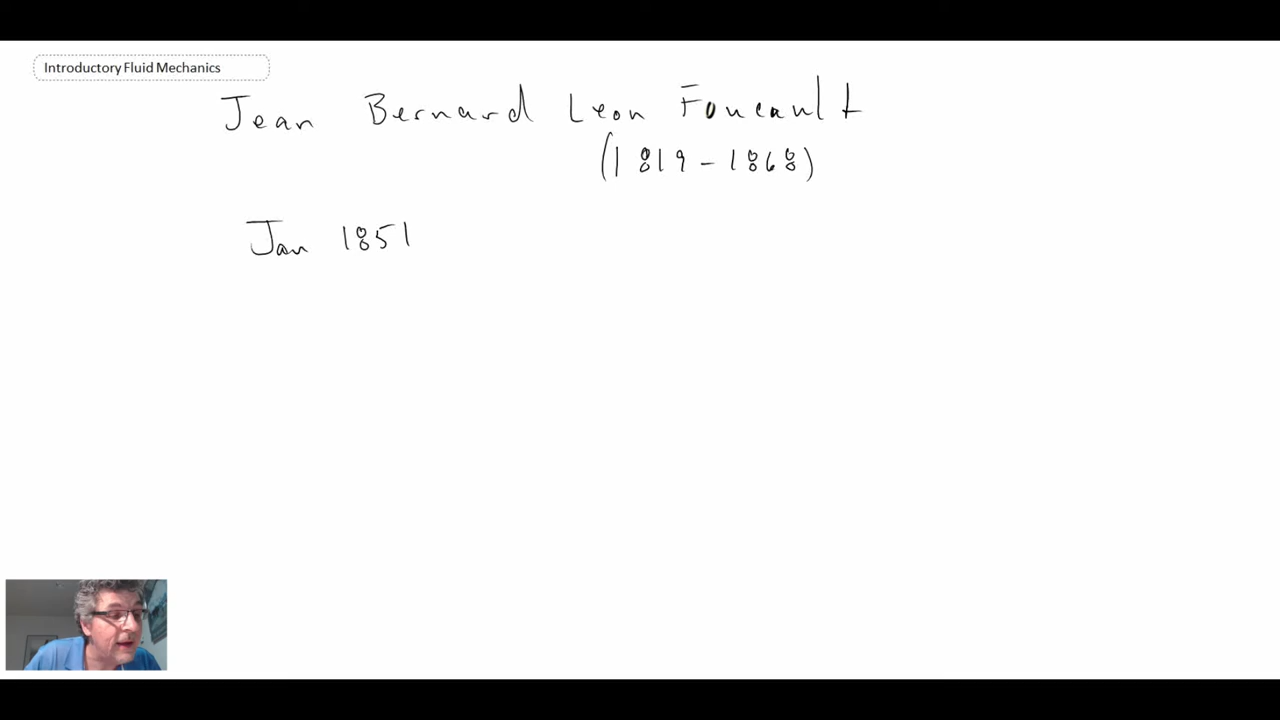 Introductory Fluid Mechanics
Jean Bernard Leon Foucault
(1819 - 1868)
Jan 1851